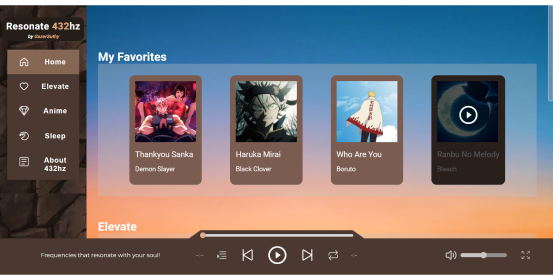 Resonate 432hz
by GazerSuthy
Home
Elevate
Anime
Sleep
About
432hz
My Favorites
Thankyou Sanka
Demon Slayer
Haruka Mirai
Black Clover
Who Are You
Boruto
Ranbu No Melody
Bleach
Elevate
Frequencies that resonate with your soul!